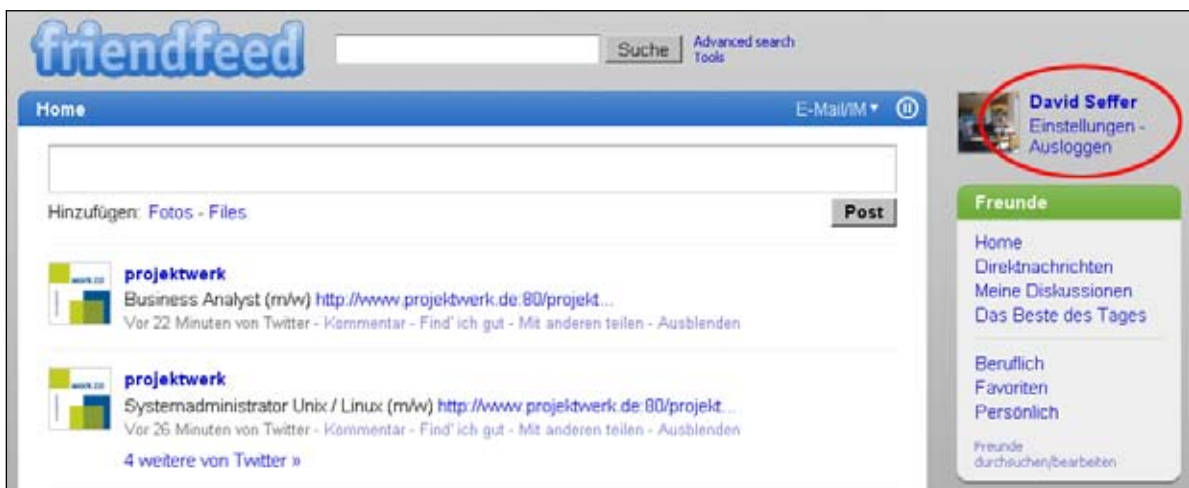 friendfeed
Suche
Advanced search
Tools
Home
E-Mail/IM
David Seffer
Einstellungen -
Ausloggen
Hinzufügen: Fotos - Files
Post
projektwerk
Business Analyst (m/w) http://www.projektwerk.de:80/projekt...
Vor 22 Minuten von Twitter - Kommentar - Find' ich gut - Mit anderen teilen - Ausblenden
projektwerk
Systemadministrator Unix / Linux (m/w) http://www.projektwerk.de:80/projekt...
Vor 26 Minuten von Twitter - Kommentar - Find' ich gut - Mit anderen teilen - Ausblenden
4 weitere von Twitter »
Freunde
Home
Direktnachrichten
Meine Diskussionen
Das Beste des Tages
Beruflich
Favoriten
Persönlich
Freunde
durchsuchen/bearbeiten